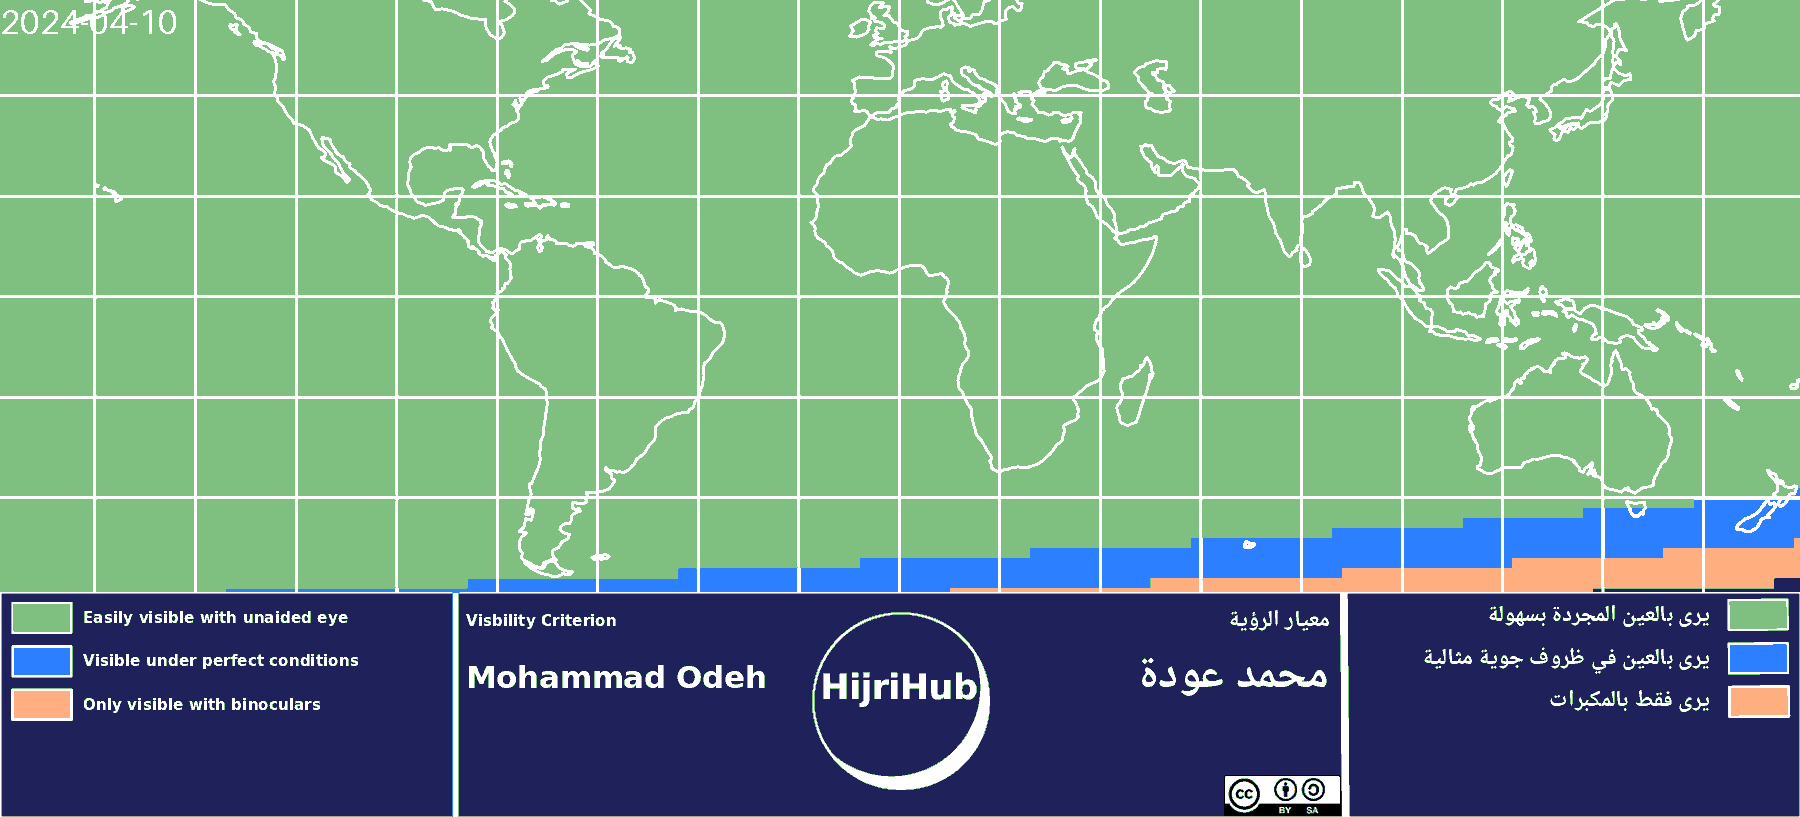 2024-04-10
Easily visible with unaided eye
Visible under perfect conditions
Only visible with binoculars
Visbility Criterion
معيار الرؤية
Mohammad Odeh
محمد عودة
HijriHub
cc
BY SA
يرى بالعين المجردة بسهولة
يرى بالعين في ظروف جوية مثالية
يرى فقط بالمكبرات